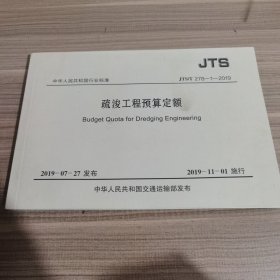 JTS
中华人民共和国行业标准
JTS/T 278-1-2019
疏浚工程预算定额
Budget Quota for Dredging Engineering
2019-07-27 发布
2019-11-01 施行
中华人民共和国交通运输部发布